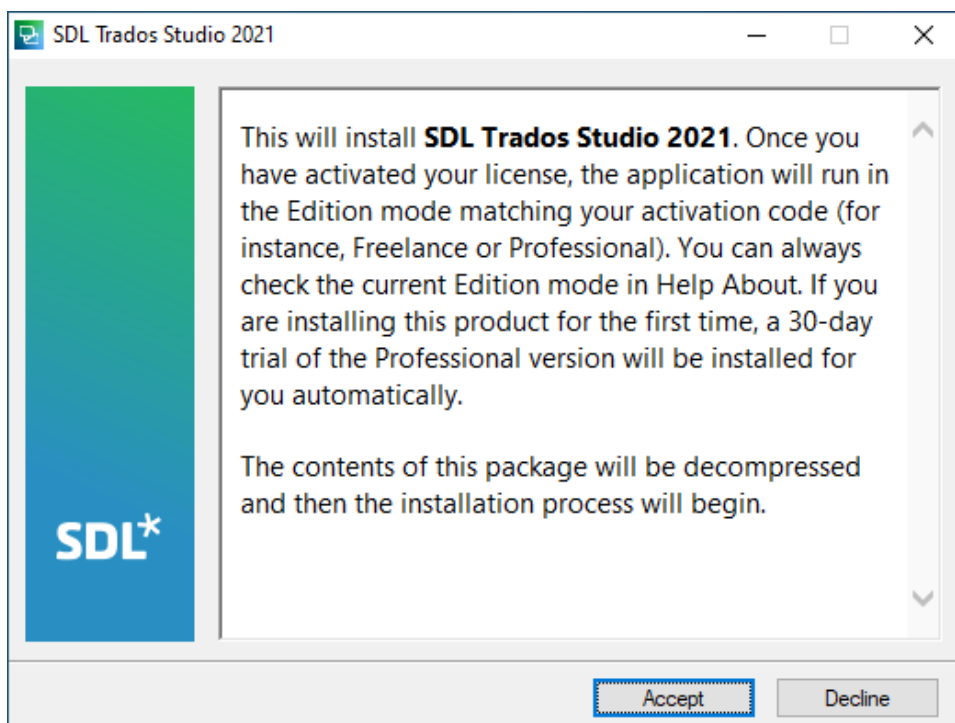 SDL Trados Studio 2021
This will install SDL Trados Studio 2021. Once you
have activated your license, the application will run in
the Edition mode matching your activation code (for
instance, Freelance or Professional). You can always
check the current Edition mode in Help About. If you
are installing this product for the first time, a 30-day
trial of the Professional version will be installed for
you automatically.
The contents of this package will be decompressed
and then the installation process will begin.
SDL*
Accept
Decline